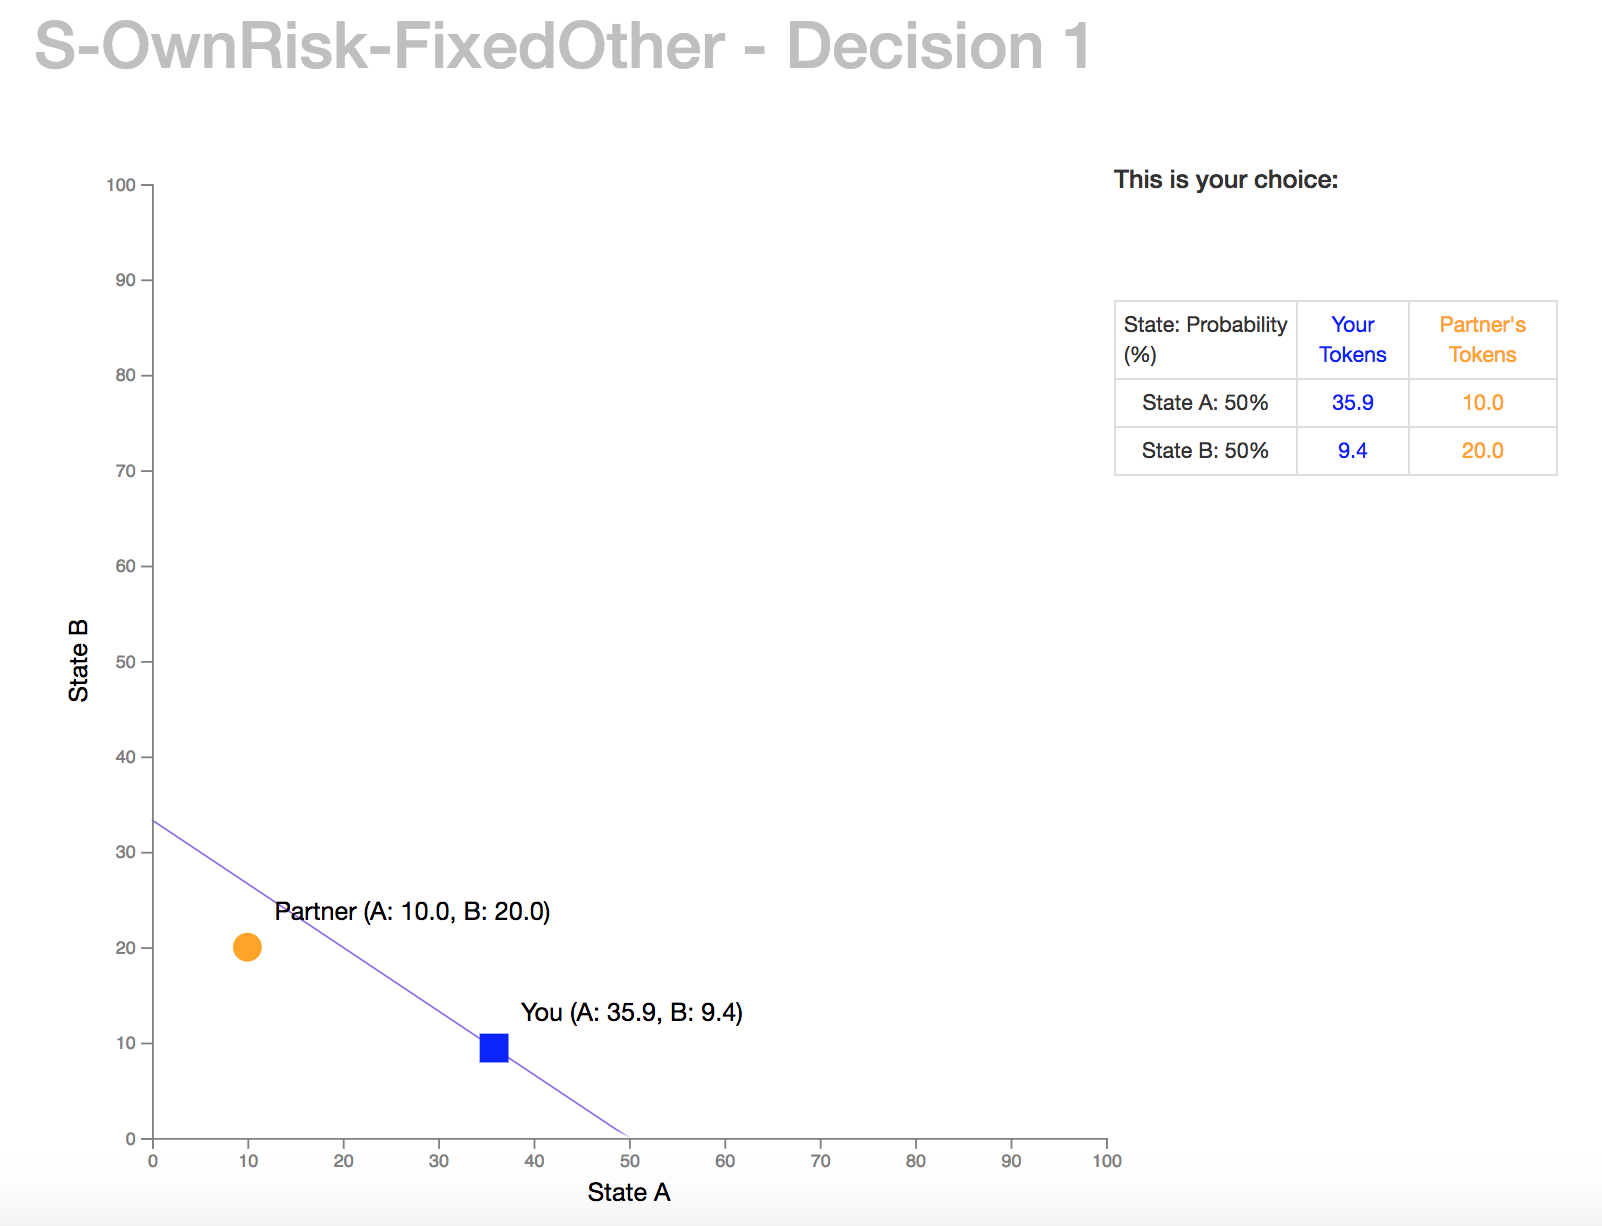 S-OwnRisk-FixedOther - Decision 1
This is your choice:
State: Probability (%)
Your Tokens
Partner's Tokens
State A: 50%
35.9
10.0
State B: 50%
9.4
20.0
100
90
80
70
60
50
40
30
20
10
0
State B
Partner (A: 10.0, B: 20.0)
You (A: 35.9, B: 9.4)
0
10
20
30
40
50
60
70
80
90
100
State A